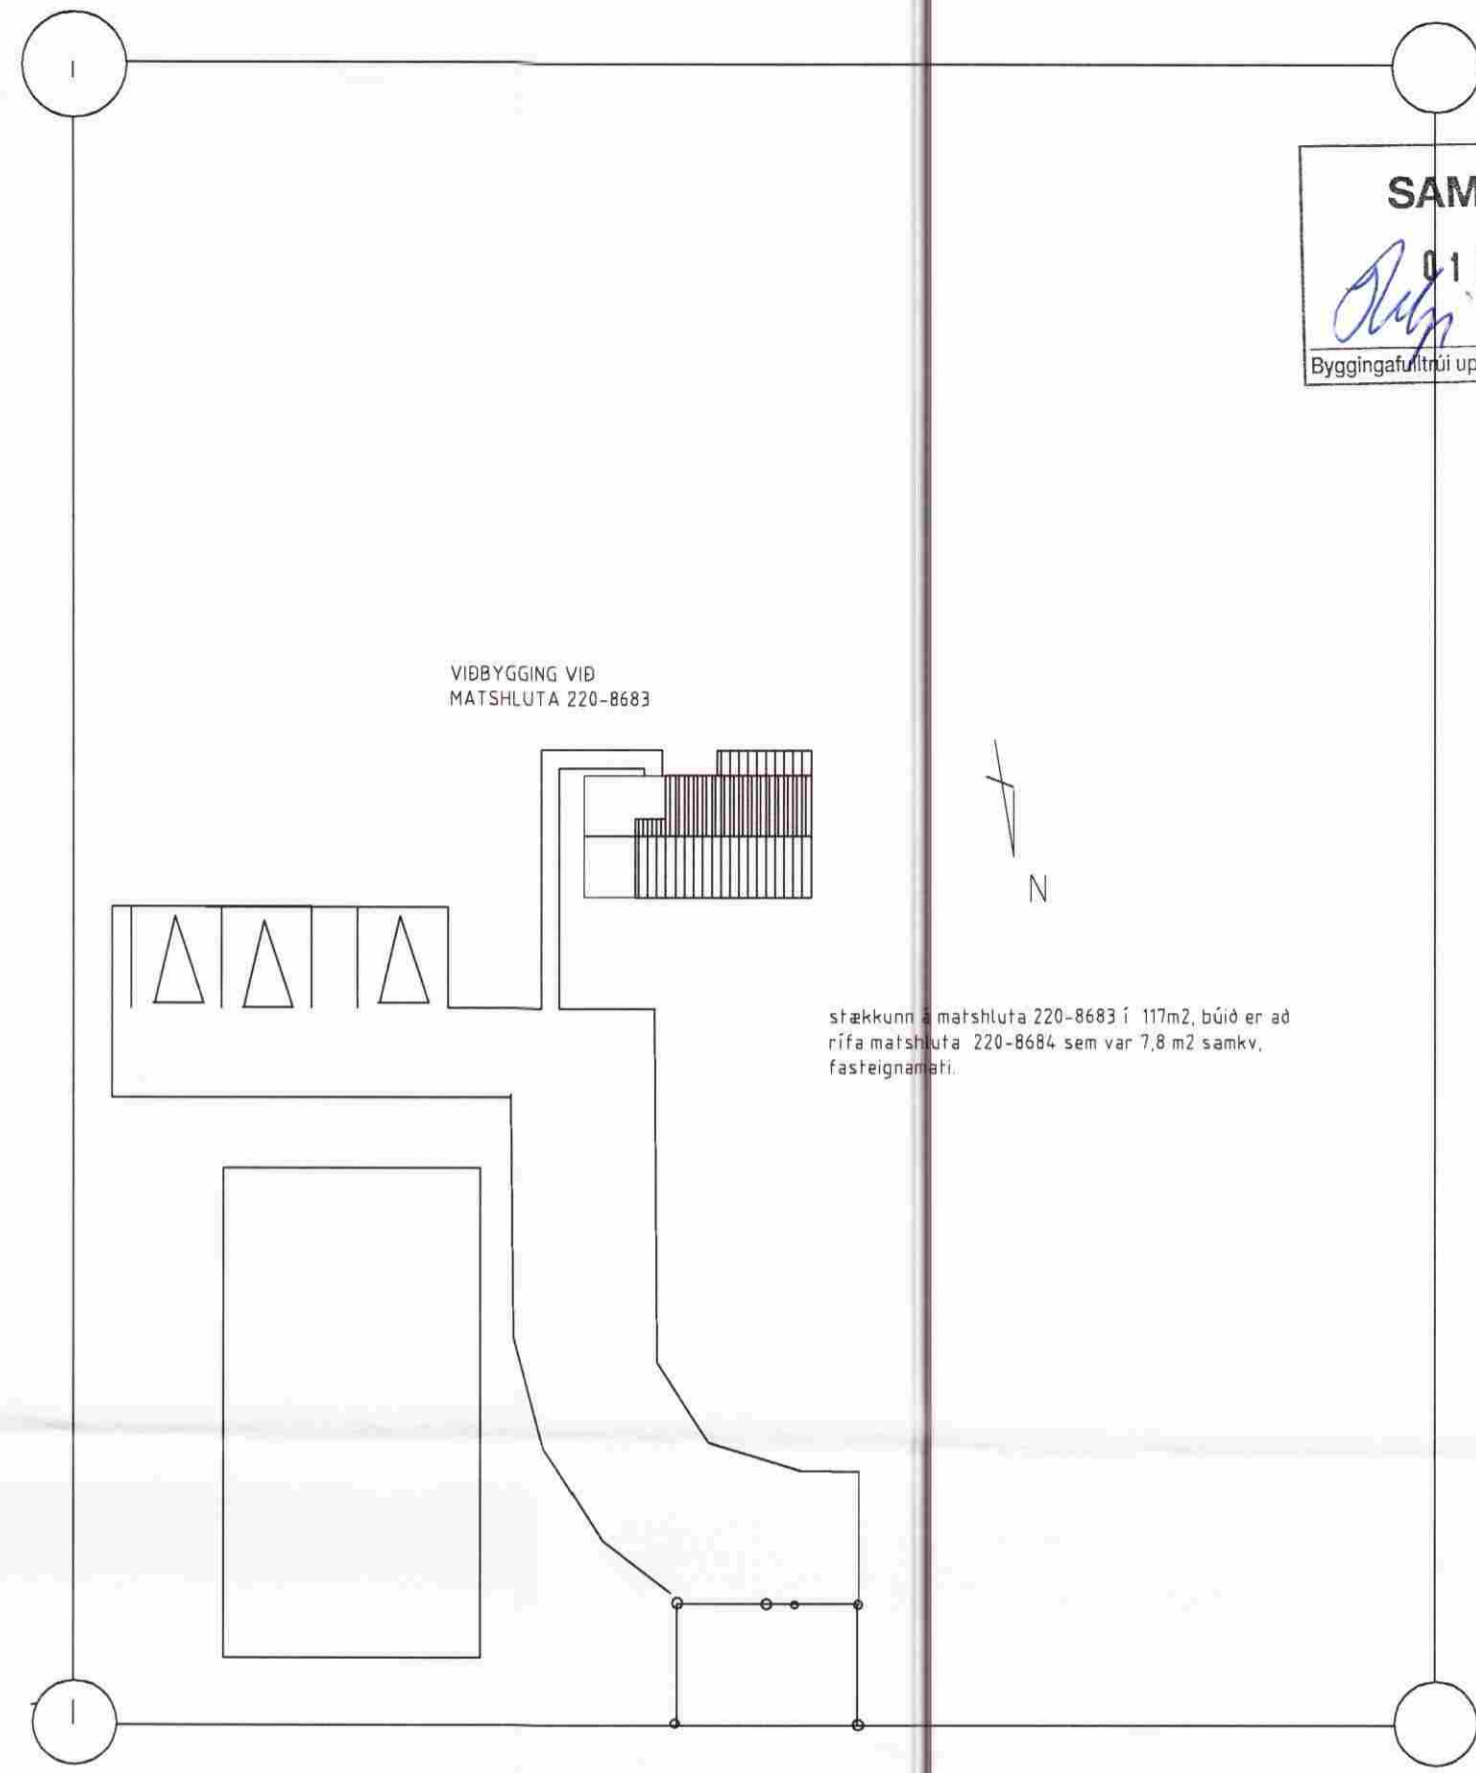 SAM
01
Byggingafulltrúi up
VIÐBYGGING VIÐ
MATSHLUTA 220-8683
N
stækkunn á matshluta 220-8683 í 117m2, búið er að
rífa matshluta 220-8684 sem var 7,8 m2 samkv,
fasteignamati.